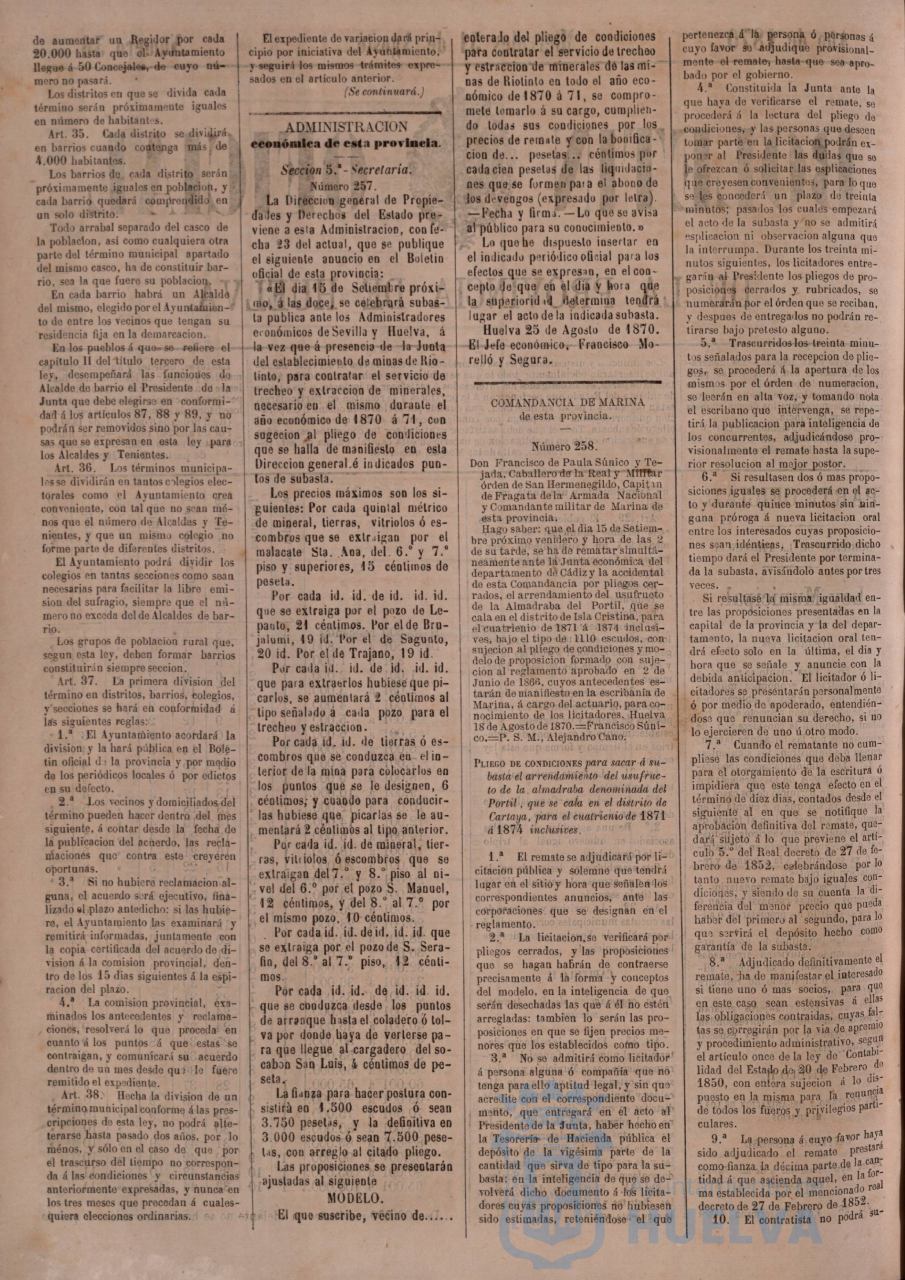 de aumentar un Regidor por cada
20.000 hasta que el Ayuntamiento
llegue á 50 Concejales, de cuyo nú-
mero no pasará.
Los distritos en que se divida cada
término serán próximamente iguales
en número de habitantes.
Art. 35. Cada distrito se dividirá
en barrios cuando contenga más de
4.000 habitantes.
Los barrios de cada distrito serán
próximamente iguales en poblacion, y
cada barrio quedará comprendido en
un solo distrito.
Todo arrabal separado del casco de
la poblacion, así como cualquiera otra
parte del término municipal apartado
del mismo casco, ha de constituir bar-
rio, sea la que fuere su poblacion.
En cada barrio habrá un Alcalde
del mismo, elegido por el Ayuntamien-
to de entre los vecinos que tengan su
residencia fija en la demarcacion.
En los pueblos á que se refiere el
capítulo II del título tercero de esta
ley, desempeñará las funciones de
Alcalde de barrio el Presidente de la
Junta que debe elegirse en conformi-
dad á los artículos 87, 88 y 89, y no
podrán ser removidos sino por las cau-
sas que se expresan en esta ley para
los Alcaldes y Tenientes.
Art. 36. Los términos municipa-
les se dividirán en tantos colegios elec-
torales como el Ayuntamiento crea
conveniente, con tal que no sean mé-
nos que el número de Alcaldes y Te-
nientes, y que un mismo colegio no
forme parte de diferentes distritos.
El Ayuntamiento podrá dividir los
colegios en tantas secciones como sean
necesarias para facilitar la libre emi-
sion del sufragio, siempre que el nú-
mero no exceda del de Alcaldes de bar-
rio.
Los grupos de poblacion rural que,
segun esta ley, deben formar barrios
constituirán siempre seccion.
Art. 37. La primera division del
término en distritos, barrios, colegios,
y secciones se hará en conformidad á
las siguientes reglas:
1.ª El Ayuntamiento acordará la
division y la hará pública en el Bole-
tin oficial de la provincia y por medio
de los periódicos locales ó por edictos
en su defecto.
2.ª Los vecinos y domiciliados del
término pueden hacer dentro del mes
siguiente, á contar desde la fecha de
la publicacion del acuerdo, las recla-
maciones que contra este creyeren
oportunas.
3.ª Si no hubiere reclamacion al-
guna, el acuerdo será ejecutivo, fina-
lizado el plazo antedicho: si las hubie-
re, el Ayuntamiento las examinará y
remitirá informadas, juntamente con
la copia certificada del acuerdo de di-
vision á la comision provincial, den-
tro de los 15 dias siguientes á la espi-
racion del plazo.
4.ª La comision provincial, exa-
minados los antecedentes y reclama-
ciones, resolverá lo que proceda en
cuanto á los puntos á que estas se
contraigan, y comunicará su acuerdo
dentro de un mes desde que le fuere
remitido el expediente.
Art. 38. Hecha la division de un
término municipal conforme á las pres-
cripciones de esta ley, no podrá alte-
terarse hasta pasado dos años, por lo
ménos, y sólo en el caso de que por
el trascurso del tiempo no correspon-
da á las condiciones y circunstancias
anteriormente expresadas, y nunca en
los tres meses que precedan á cuales-
quiera elecciones ordinarias.
El expediente de variacion dará prin-
cipio por iniciativa del Ayuntamiento,
y seguirá los mismos trámites expre-
sados en el artículo anterior.
(Se continuará.)
ADMINISTRACION
económica de esta provincia.
Seccion 5.ª - Secretaría.
Número 257.
La Direccion general de Propie-
dades y Derechos del Estado pre-
viene a esta Administracion, con fe-
cha 23 del actual, que se publique
el siguiente anuncio en el Boletin
oficial de esta provincia:
«El dia 15 de Setiembre próxi-
mo, á las doce, se celebrará subas-
ta pública ante los Administradores
económicos de Sevilla y Huelva, á
la vez que á presencia de la Junta
del establecimiento de minas de Rio-
tinto, para contratar el servicio de
trecheo y extraccion de minerales,
necesario en el mismo durante el
año económico de 1870 á 71, con
sugecion al pliego de condiciones
que se halla de manifiesto en esta
Direccion general é indicados pun-
tos de subasta.
Los precios máximos son los si-
guientes: Por cada quintal métrico
de mineral, tierras, vitriolos ó es-
combros que se extraigan por el
malacate Sta. Ana, del 6.º y 7.º
piso y superiores, 15 céntimos de
peseta.
Por cada id. id. de id. id. id.
que se extraiga por el pozo de Le-
panto, 21 céntimos. Por el de Bru-
jalumi, 19 id. Por el de Sagunto,
20 id. Por el de Trajano, 19 id.
Por cada id. id. de id. id. id.
que para extraerlos hubiese que pi-
carlos, se aumentará 2 céntimos al
tipo señalado á cada pozo para el
trecheo y estraccion.
Por cada id. id. de tierras ó es-
combros que se conduzca en el in-
terior de la mina para colocarlos en
los puntos que se le designen, 6
céntimos; y cuando para conducir-
las hubiese que picarlas se le au-
mentará 2 céntimos al tipo anterior.
Por cada id. id. de mineral, tier-
ras, vitriolos ó escombros que se
extraigan del 7.º y 8.º piso al ni-
vel del 6.º por el pozo S. Manuel,
12 céntimos, y del 8.º al 7.º por
el mismo pozo, 10 céntimos.
Por cada id. id. de id. id. id. que
se extraiga por el pozo de S. Sera-
fin, del 8.º al 7.º piso, 12 cénti-
mos.
Por cada id. id. de id. id. id.
que se conduzca desde los puntos
de arranque hasta el coladero ó tol-
va por donde haya de verterse pa-
ra que llegue al cargadero del so-
cabon San Luis, 4 céntimos de pe-
seta.
La fianza para hacer postura con-
sistirá en 1.500 escudos ó sean
3.750 pesetas, y la definitiva en
3.000 escudos ó sean 7.500 pese-
tas, con arreglo al citado pliego.
Las proposiciones se presentarán
ajustadas al siguiente
MODELO.
El que suscribe, vecino de......
enterado del pliego de condiciones
para contratar el servicio de trecheo
y estraccion de minerales de las mi-
nas de Riotinto en todo el año eco-
nómico de 1870 á 71, se compro-
mete tomarlo á su cargo, cumplien-
do todas sus condiciones por los
precios de remate y con la bonifica-
cion de... pesetas... céntimos por
cada cien pesetas de las liquidacio-
nes que se formen para el abono de
los devengos (expresado por letra).
—Fecha y firma.—Lo que se avisa
al público para su conocimiento.»
Lo que he dispuesto insertar en
el indicado periódico oficial para los
efectos que se expresan, en el con-
cepto de que en el dia y hora que
la superioridad determina tendrá
lugar el acto de la indicada subasta.
Huelva 25 de Agosto de 1870.
El Jefe económico, Francisco Mo-
relló y Segura.
COMANDANCIA DE MARINA
de esta provincia.
Número 258.
Don Francisco de Paula Súnico y Te-
jada, Caballero de la Real y Militar
órden de San Hermenegildo, Capitan
de Fragata de la Armada Nacional
y Comandante militar de Marina de
esta provincia.
Hago saber: que el dia 15 de Setiem-
bre próximo venidero y hora de las 2
de su tarde, se ha de rematar simultá-
neamente ante la Junta económica del
departamento de Cádiz y la accidental
de esta Comandancia por pliegos cer-
rados, el arrendamiento del usufructo
de la Almadraba del Portil, que se
cala en el distrito de Isla Cristina, para
el cuatrienio de 1871 á 1874 inclusi-
ves, bajo el tipo de 1110 escudos, con
sujecion al pliego de condiciones y mo-
delo de proposicion formado con suje-
cion al reglamento aprobado en 2 de
Junio de 1866, cuyos antecedentes es-
tarán de manifiesto en la escribanía de
Marina, á cargo del actuario, para co-
nocimiento de los licitadores. Huelva
18 de Agosto de 1870.=Francisco Súni-
co.=P. S. M., Alejandro Cano.
PLIEGO DE CONDICIONES para sacar á su-
basta el arrendamiento del usufruc-
to de la almadraba denominada del
Portil, que se cala en el distrito de
Cartaya, para el cuatrienio de 1871
á 1874 inclusives.
1.ª El remate se adjudicará por li-
citacion pública y solemne que tendrá
lugar en el sitio y hora que señalen los
correspondientes anuncios, ante las
corporaciones que se designan en el
reglamento.
2.ª La licitacion se verificará por
pliegos cerrados, y las proposiciones
que se hagan habrán de contraerse
precisamente á la forma y conceptos
del modelo, en la inteligencia de que
serán desechadas las que á él no estén
arregladas: tambien lo serán las pro-
posiciones en que se fijen precios me-
nores que los establecidos como tipo.
3.ª No se admitirá como licitador
á persona alguna ó compañía que no
tenga para ello aptitud legal, y sin que
acredite con el correspondiente docu-
mento, que entregará en el acto al
Presidente de la Junta, haber hecho en
la Tesorería de Hacienda pública el
depósito de la vigésima parte de la
cantidad que sirva de tipo para la su-
basta: en la inteligencia de que se de-
volverá dicho documento á los licita-
dores cuyas proposiciones no hubiesen
sido estimadas, reteniéndose el que
pertenezca á la persona ó personas á
cuyo favor se adjudique provisional-
mente el remate, hasta que sea apro-
bado por el gobierno.
4.ª Constituida la Junta ante la
que haya de verificarse el remate, se
procederá á la lectura del pliego de
condiciones, y las personas que deseen
tomar parte en la licitacion podrán ex-
poner al Presidente las dudas que se
le ofrezcan ó solicitar las esplicaciones
que creyesen convenientes, para lo que
se les concederá un plazo de treinta
minutos; pasados los cuales empezará
el acto de la subasta y no se admitirá
esplicacion ni observacion alguna que
la interrumpa. Durante los treinta mi-
nutos siguientes, los licitadores entre-
garán al Presidente los pliegos de pro-
posiciones cerrados y rubricados, se
numerarán por el órden que se reciban,
y despues de entregados no podrán re-
tirarse bajo pretesto alguno.
5.ª Trascurridos los treinta minu-
tos señalados para la recepcion de plie-
gos, se procederá á la apertura de los
mismos por el órden de numeracion,
se leerán en alta voz, y tomando nota
el escribano que intervenga, se repe-
tirá la publicacion para inteligencia de
los concurrentes, adjudicándose pro-
visionalmente el remate hasta la supe-
rior resolucion al mejor postor.
6.ª Si resultasen dos ó mas propo-
siciones iguales se procederá en el ac-
to y durante quince minutos sin nin-
guna próroga á nueva licitacion oral
entre los interesados cuyas proposicio-
nes sean idénticas. Trascurrido dicho
tiempo dará el Presidente por termina-
da la subasta, avisándolo antes por tres
veces.
Si resultase la misma igualdad en-
tre las proposiciones presentadas en la
capital de la provincia y la del depar-
tamento, la nueva licitacion oral ten-
drá efecto solo en la última, el dia y
hora que se señale y anuncie con la
debida anticipacion. El licitador ó li-
citadores se presentarán personalmente
ó por medio de apoderado, entendién-
dose que renuncian su derecho, si no
lo ejercieren de uno ú otro modo.
7.ª Cuando el rematante no cum-
pliese las condiciones que deba llenar
para el otorgamiento de la escritura ó
impidiera que este tenga efecto en el
término de diez dias, contados desde el
siguiente al en que se notifique la
aprobacion definitiva del remate, que-
dará sujeto á lo que previene el artí-
culo 5.º del Real decreto de 27 de fe-
brero de 1852, celebrándose por lo
tanto nuevo remate bajo iguales con-
diciones, y siendo de su cuenta la di-
ferencia del menor precio que pueda
haber del primero al segundo, para lo
que servirá el depósito hecho como
garantía de la subasta.
8.ª Adjudicado definitivamente el
remate, ha de manifestar el interesado
si tiene uno ó mas socios, para que
en este caso sean estensivas á ellas
las obligaciones contraidas, cuyas fal-
tas se corregirán por la via de apremio
y procedimiento administrativo, segun
el artículo once de la ley de Contabi-
lidad del Estado de 20 de Febrero de
1850, con entera sujecion á lo dis-
puesto en la misma para la renuncia
de todos los fueros y privilegios parti-
culares.
9.ª La persona á cuyo favor haya
sido adjudicado el remate prestará
como fianza la décima parte de la can-
tidad á que ascienda aquel, en la for-
ma establecida por el mencionado real
decreto de 27 de Febrero de 1852.
10. El contratista no podrá su-
HUELVA